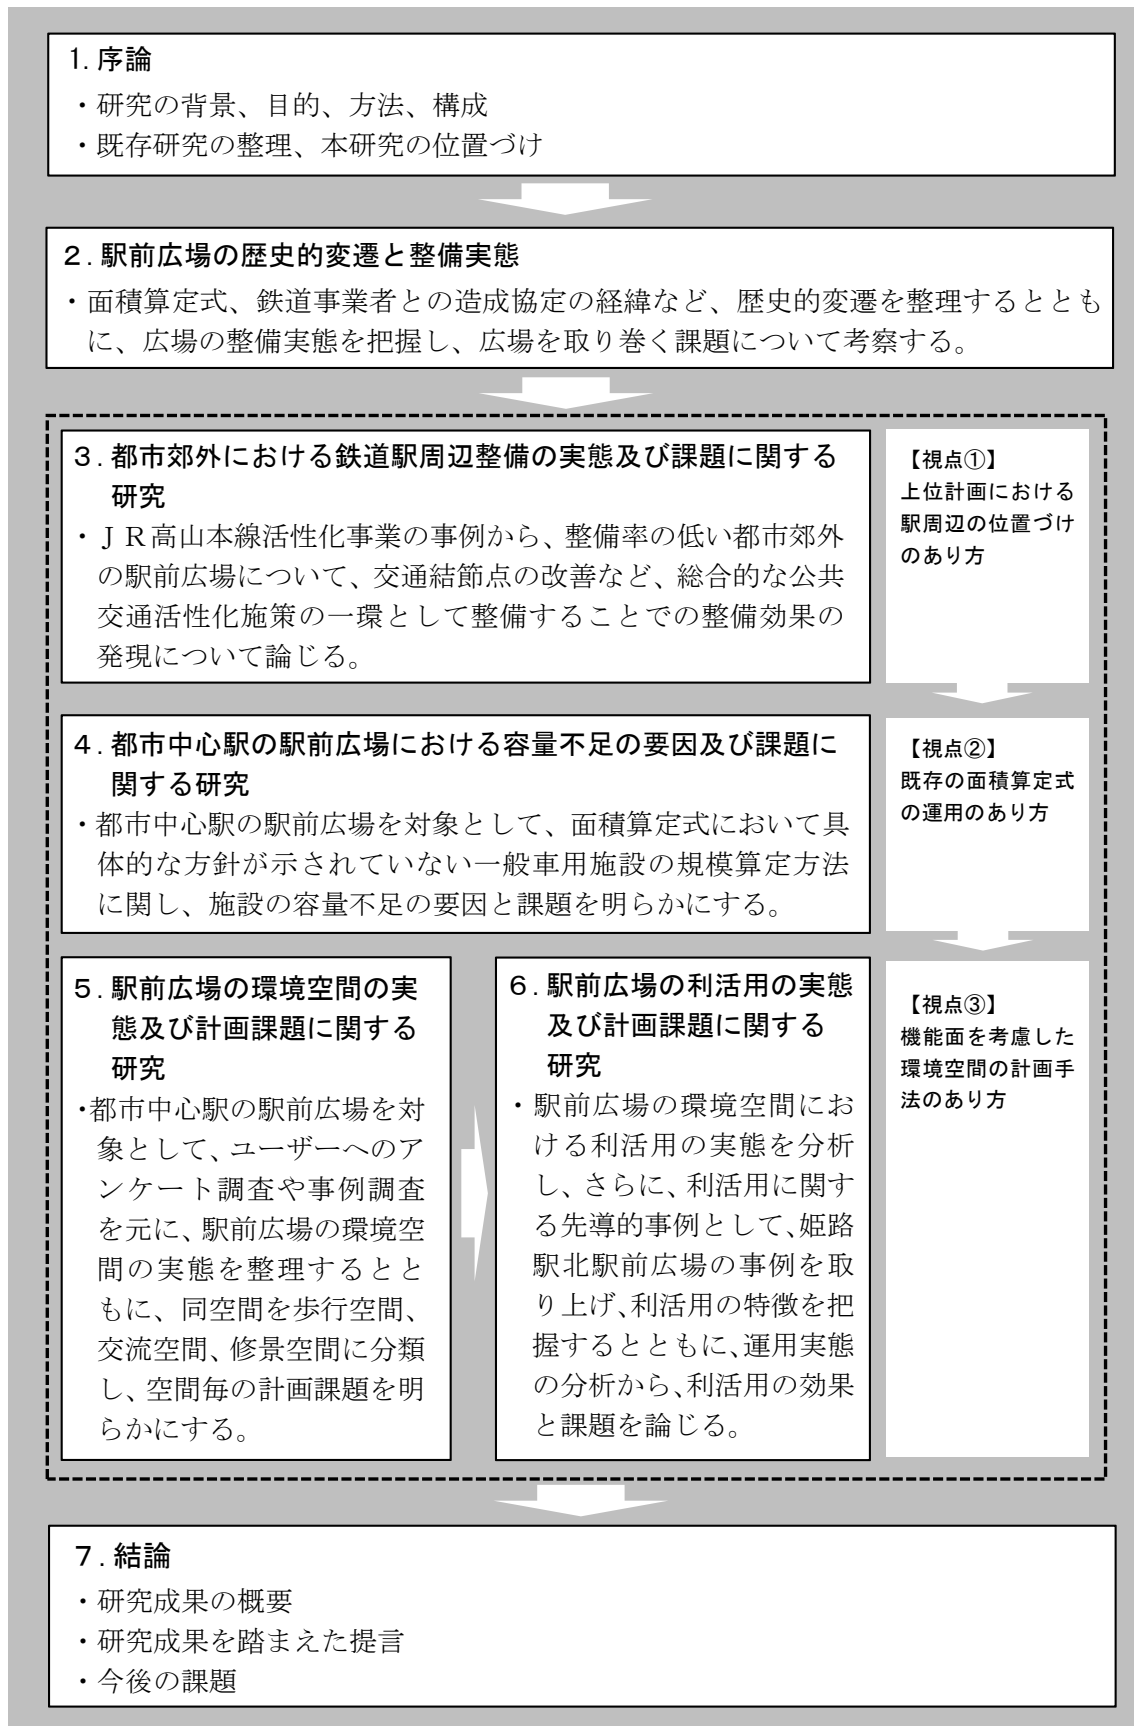 1. 序論
・研究の背景、目的、方法、構成
・既存研究の整理、本研究の位置づけ
２. 駅前広場の歴史的変遷と整備実態
・面積算定式、鉄道事業者との造成協定の経緯など、歴史的変遷を整理するととも
に、広場の整備実態を把握し、広場を取り巻く課題について考察する。
３. 都市郊外における鉄道駅周辺整備の実態及び課題に関する
研究
・ＪＲ高山本線活性化事業の事例から、整備率の低い都市郊外
の駅前広場について、交通結節点の改善など、総合的な公共
交通活性化施策の一環として整備することでの整備効果の
発現について論じる。
【視点①】
上位計画における
駅周辺の位置づけ
のあり方
４. 都市中心駅の駅前広場における容量不足の要因及び課題に
関する研究
・都市中心駅の駅前広場を対象として、面積算定式において具
体的な方針が示されていない一般車用施設の規模算定方法
に関し、施設の容量不足の要因と課題を明らかにする。
【視点②】
既存の面積算定式
の運用のあり方
５. 駅前広場の環境空間の実
態及び計画課題に関する
研究
・都市中心駅の駅前広場を対
象として、ユーザーへのア
ンケート調査や事例調査
を元に、駅前広場の環境空
間の実態を整理するとと
もに、同空間を歩行空間、
交流空間、修景空間に分類
し、空間毎の計画課題を明
らかにする。
６. 駅前広場の利活用の実態
及び計画課題に関する
研究
・駅前広場の環境空間にお
ける利活用の実態を分析
し、さらに、利活用に関す
る先導的事例として、姫路
駅北駅前広場の事例を取
り上げ、利活用の特徴を把
握するとともに、運用実態
の分析から、利活用の効果
と課題を論じる。
【視点③】
機能面を考慮した
環境空間の計画手
法のあり方
７. 結論
・研究成果の概要
・研究成果を踏まえた提言
・今後の課題